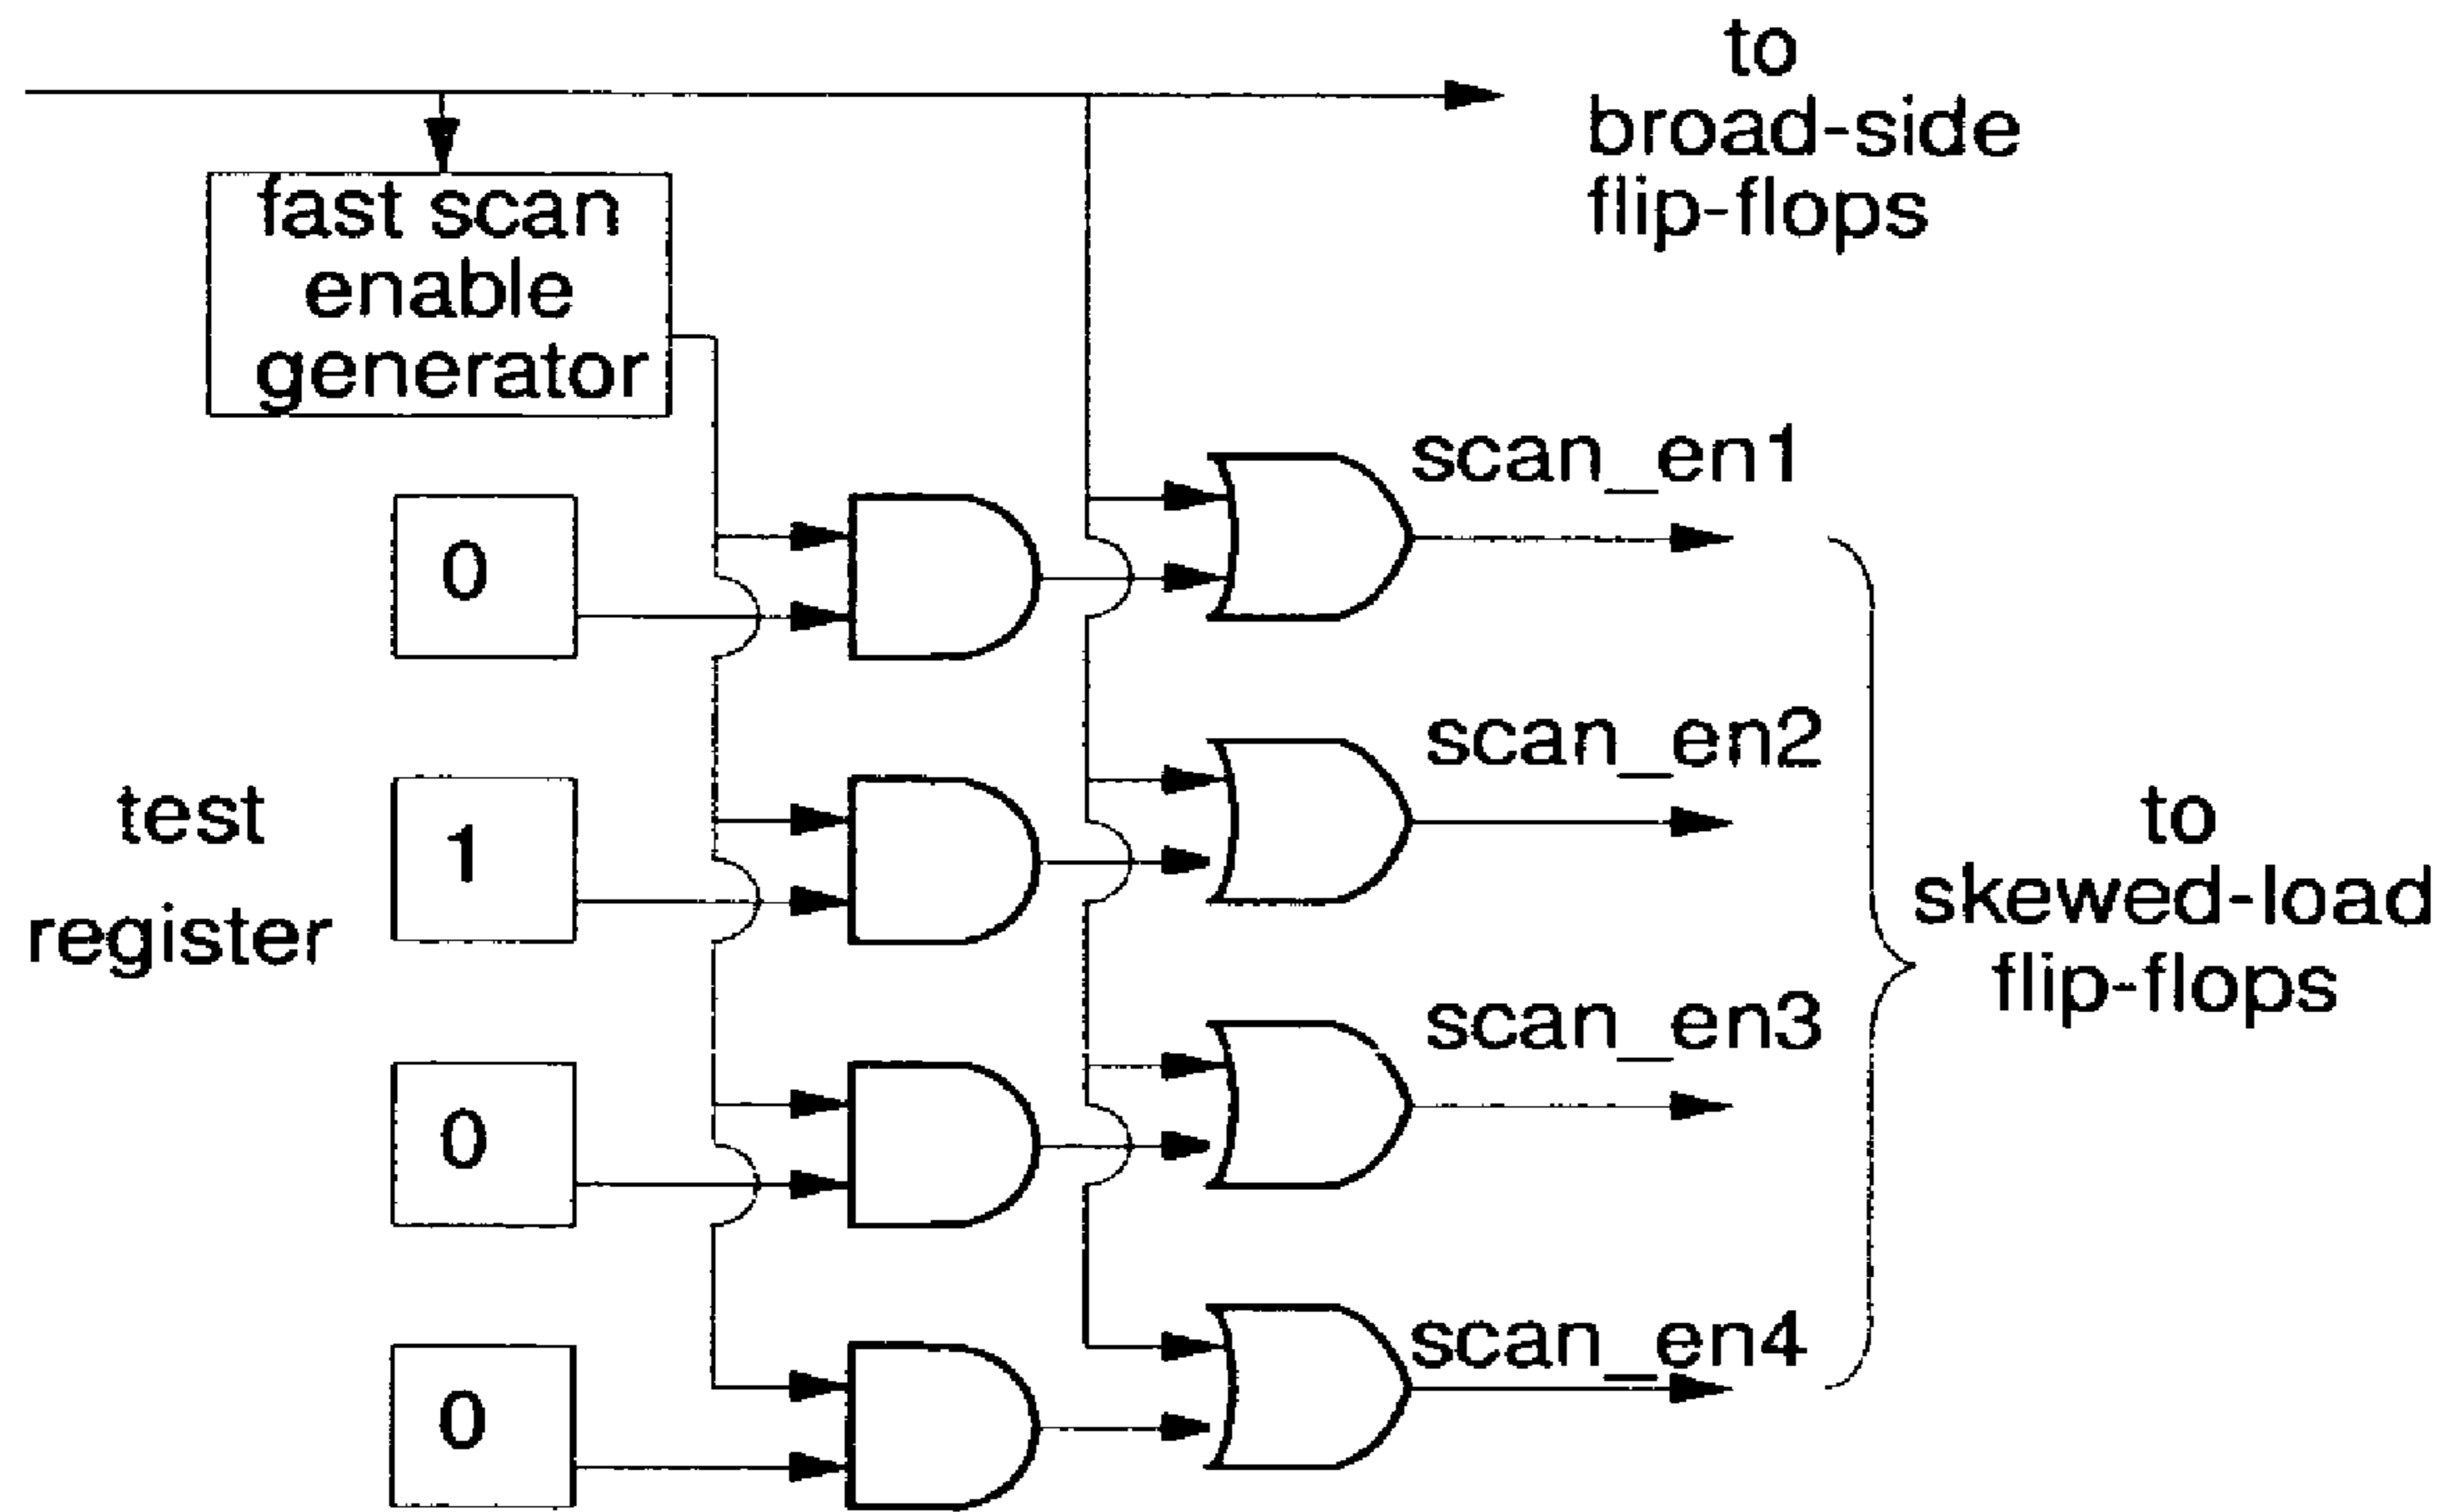 to
broad-side
flip-flops
fast scan
enable
generator
scan_en1
0
scan_en2
test
register
1
to
skewed-load
flip-flops
scan_en3
0
scan_en4
0